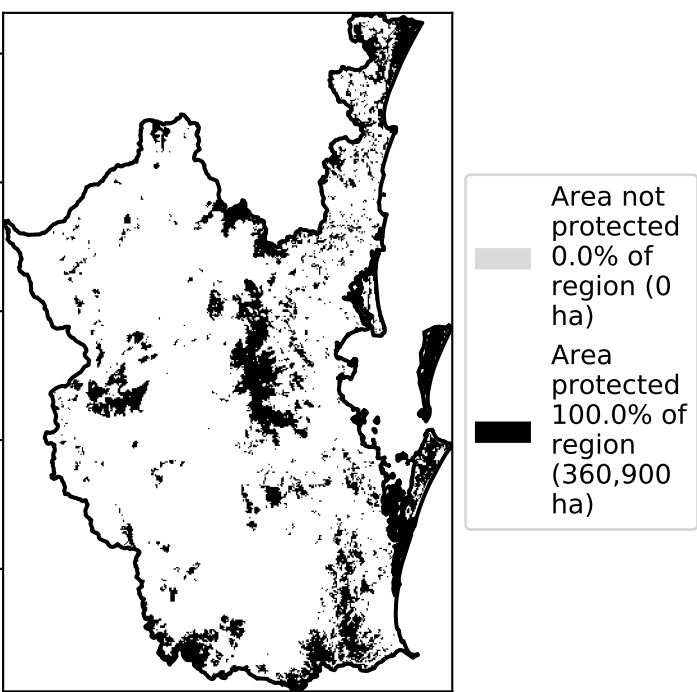 Area not
protected
0.0% of
region (0
ha)
Area
protected
100.0% of
region
(360,900
ha)